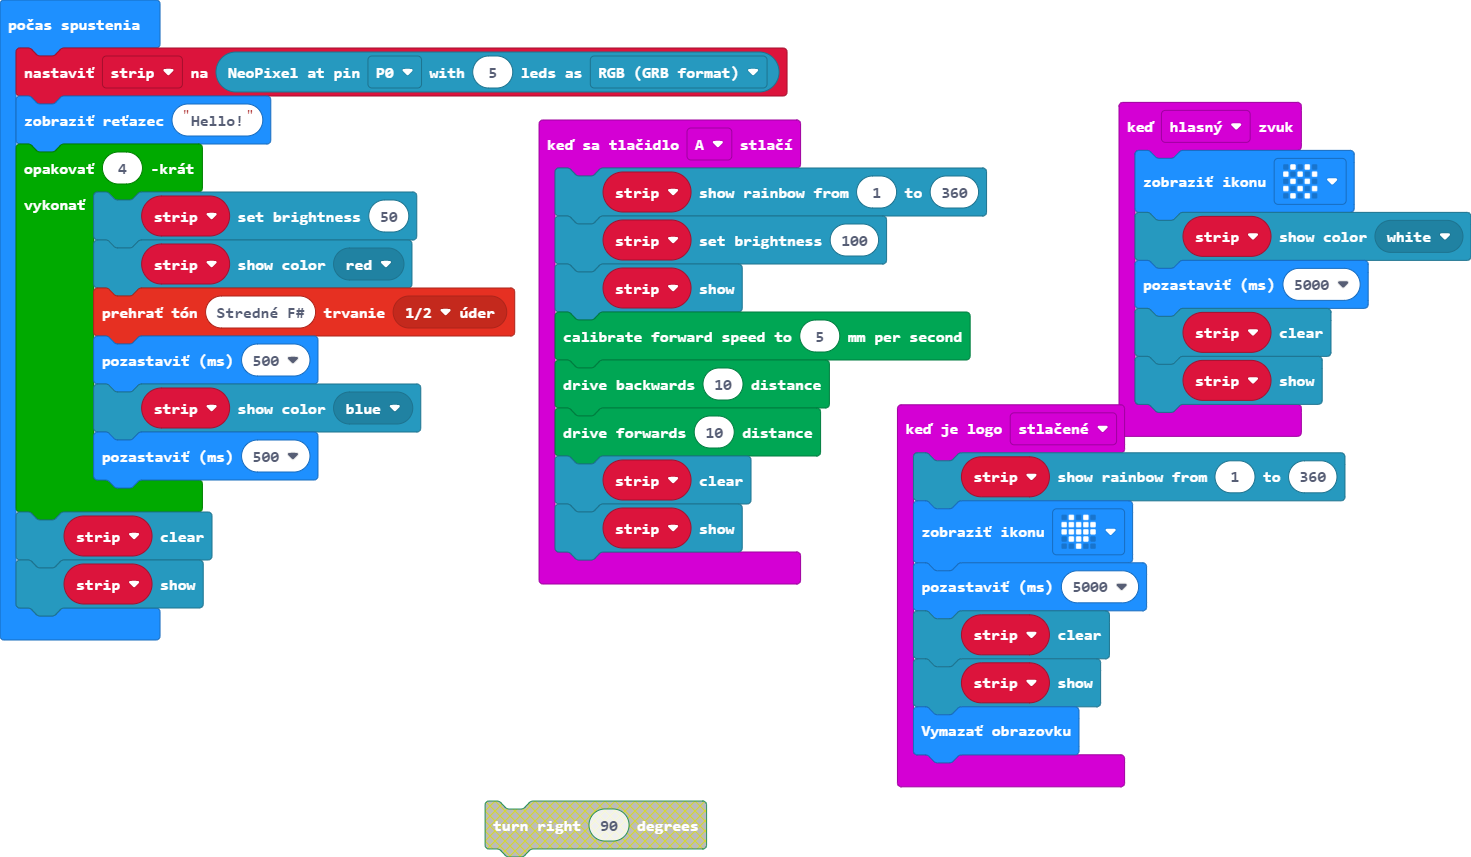 počas spustenia
nastaviť strip na NeoPixel at pin P0 with 5 leds as RGB (GRB format)
zobraziť reťazec "Hello!"
opakovať 4 -krát
vykonať
strip set brightness 50
strip show color red
prehrať tón Stredné F# trvanie 1/2 úder
pozastaviť (ms) 500
strip show color blue
pozastaviť (ms) 500
strip clear
strip show
keď sa tlačidlo A stlačí
strip show rainbow from 1 to 360
strip set brightness 100
strip show
calibrate forward speed to 5 mm per second
drive backwards 10 distance
drive forwards 10 distance
strip clear
strip show
keď hlasný zvuk
zobraziť ikonu
strip show color white
pozastaviť (ms) 5000
strip clear
strip show
keď je logo stlačené
strip show rainbow from 1 to 360
zobraziť ikonu
pozastaviť (ms) 5000
strip clear
strip show
Vymazať obrazovku
turn right 90 degrees